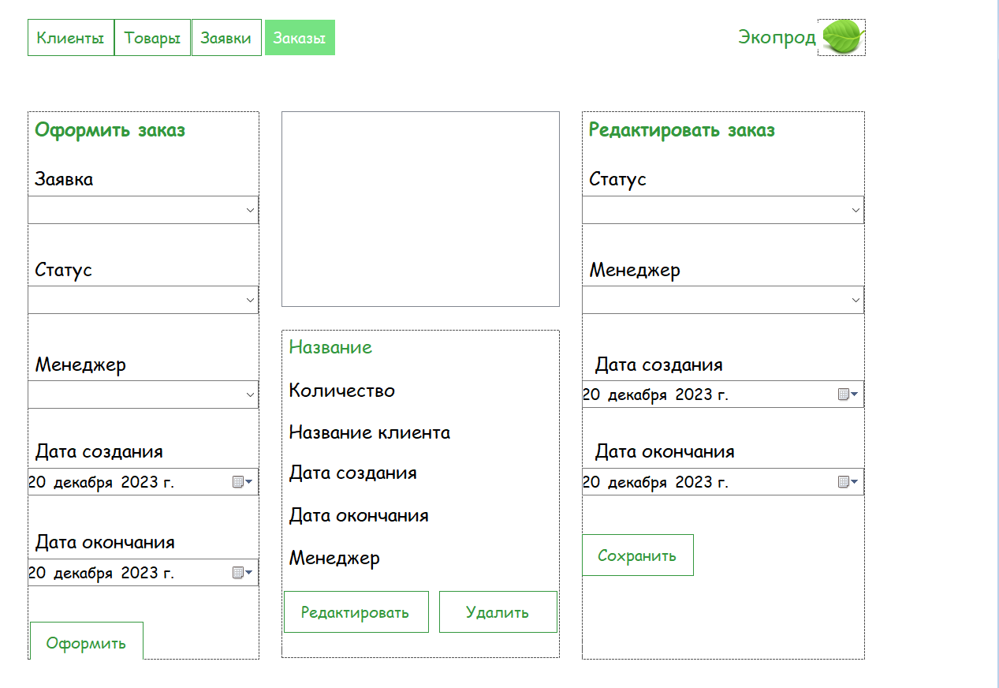 Клиенты Товары Заявки Заказы Экопрод
Оформить заказ
Заявка
Статус
Менеджер
Дата создания
20 декабря 2023 г.
Дата окончания
20 декабря 2023 г.
Оформить
Название
Количество
Название клиента
Дата создания
Дата окончания
Менеджер
Редактировать Удалить
Редактировать заказ
Статус
Менеджер
Дата создания
20 декабря 2023 г.
Дата окончания
20 декабря 2023 г.
Сохранить